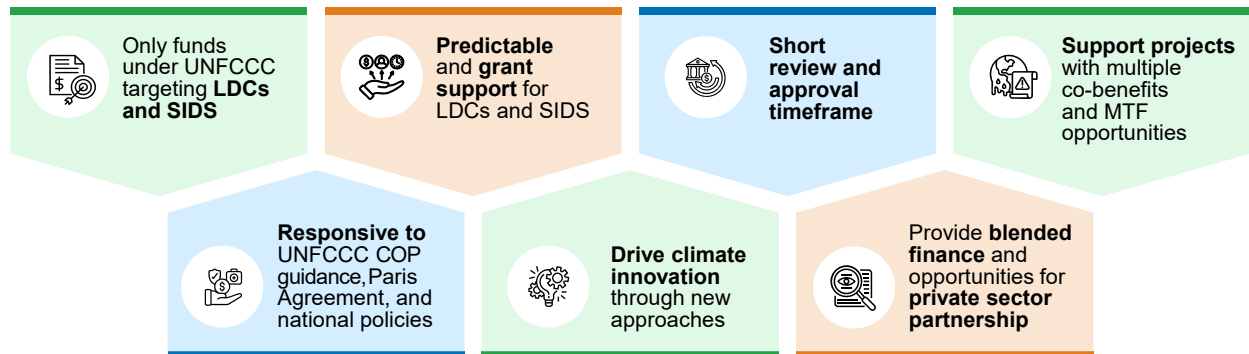 Only funds
under UNFCCC
targeting LDCs
and SIDS
Predictable
and grant
support for
LDCs and SIDS
Short
review and
approval
timeframe
Support projects
with multiple
co-benefits
and MTF
opportunities
Responsive to
UNFCCC COP
guidance, Paris
Agreement, and
national policies
Drive climate
innovation
through new
approaches
Provide blended
finance and
opportunities for
private sector
partnership